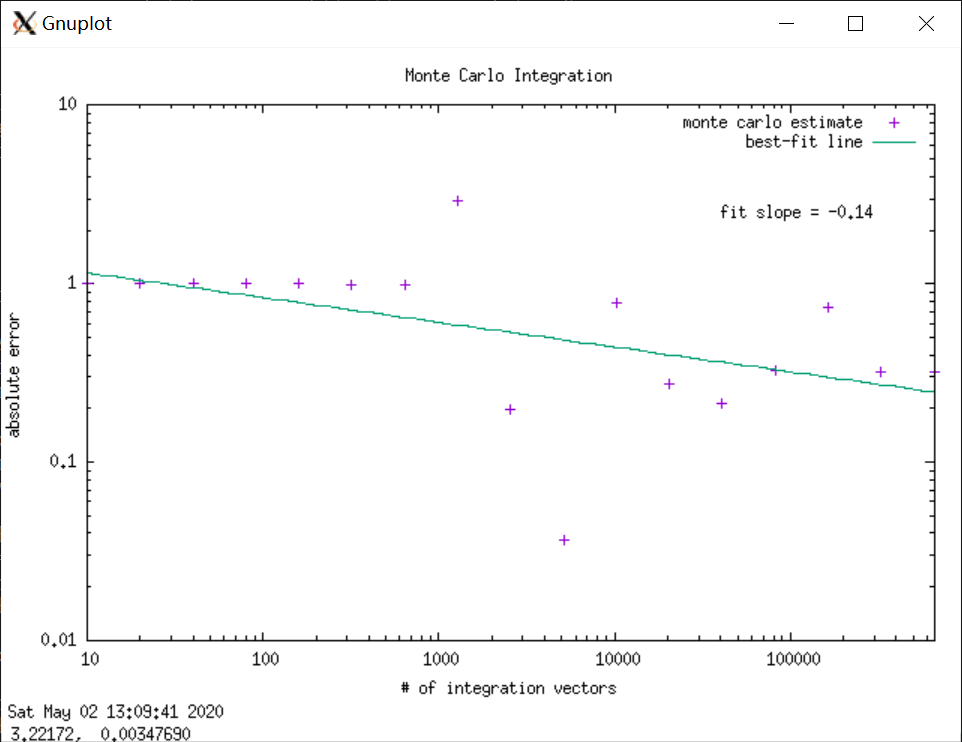 Gnuplot
Monte Carlo Integration
10
monte carlo estimate
best-fit line
fit slope = -0.14
1
absolute error
0.1
0.01
10 100 1000 10000 100000
# of integration vectors
Sat May 02 13:09:41 2020
3.22172, 0.00347690